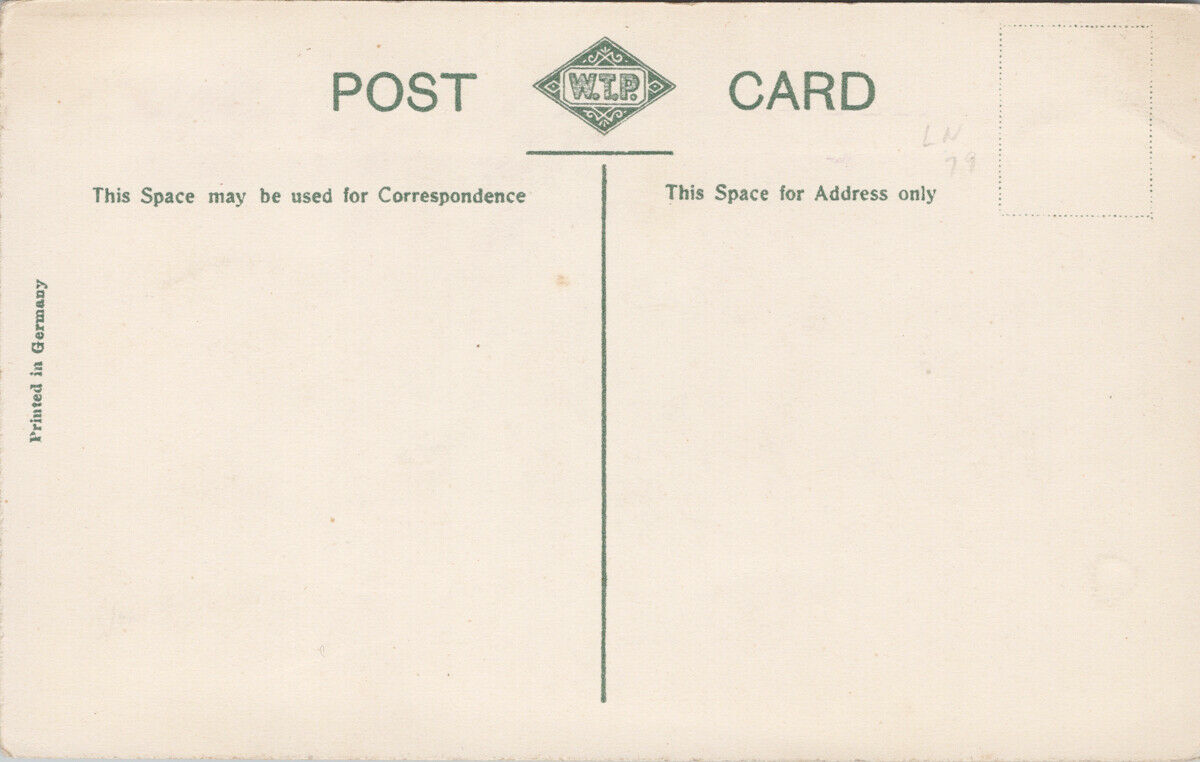 POST W.T.P. CARD
LN
79
This Space may be used for Correspondence
This Space for Address only
Printed in Germany